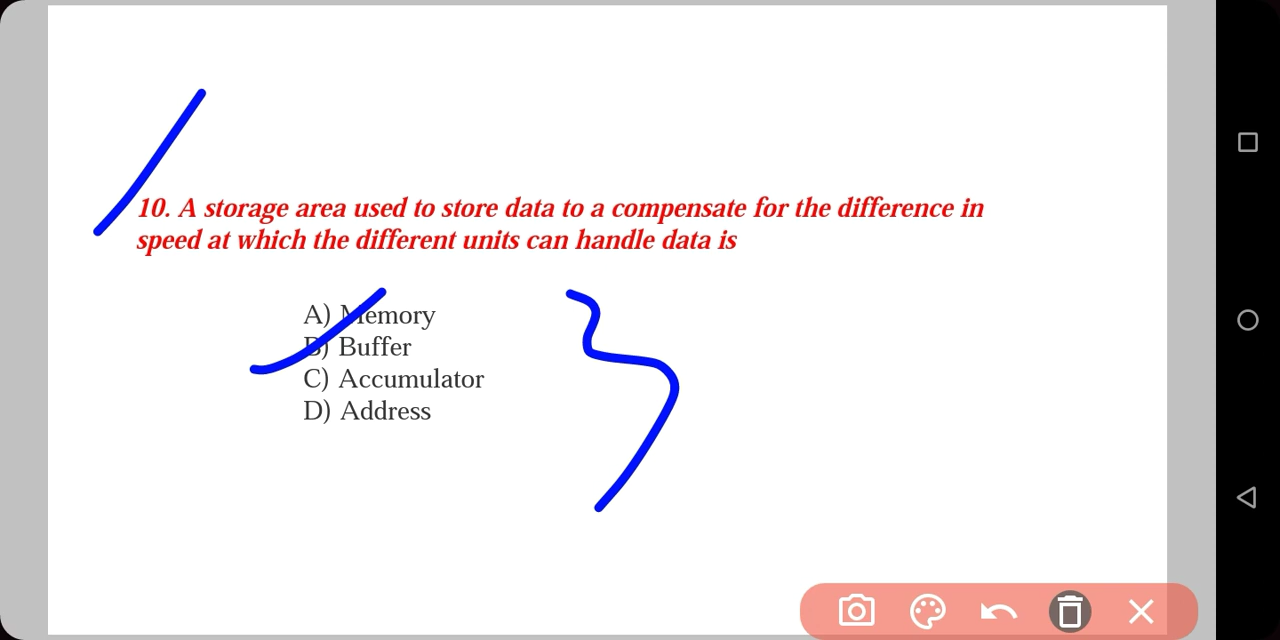 10. A storage area used to store data to a compensate for the difference in
speed at which the different units can handle data is
A) Memory
B) Buffer
C) Accumulator
D) Address